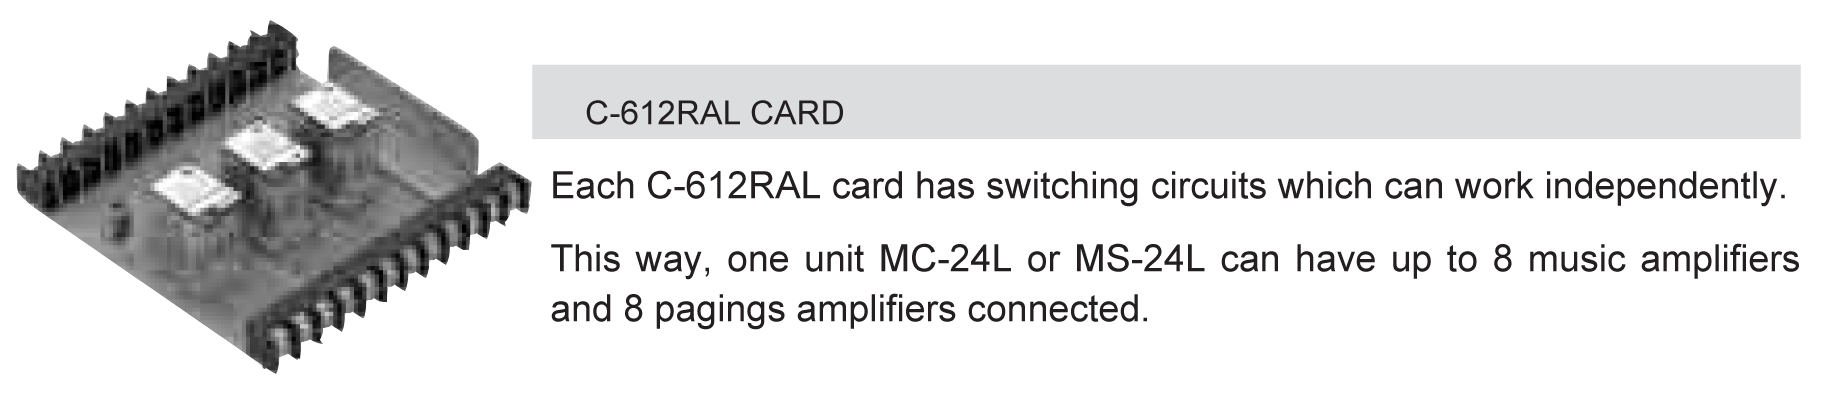 C-612RAL CARD
Each C-612RAL card has switching circuits which can work independently.
This way, one unit MC-24L or MS-24L can have up to 8 music amplifiers
and 8 pagings amplifiers connected.